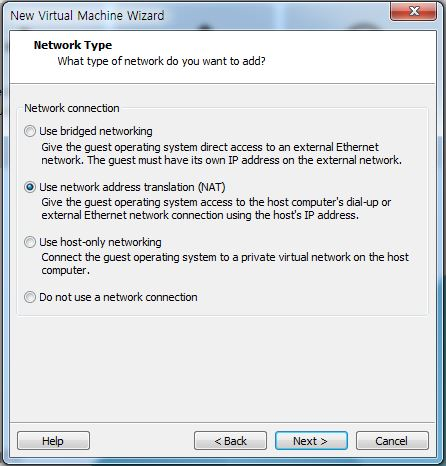 New Virtual Machine Wizard
Network Type
What type of network do you want to add?
Network connection
Use bridged networking
Give the guest operating system direct access to an external Ethernet
network. The guest must have its own IP address on the external network.
Use network address translation (NAT)
Give the guest operating system access to the host computer's dial-up or
external Ethernet network connection using the host's IP address.
Use host-only networking
Connect the guest operating system to a private virtual network on the host
computer.
Do not use a network connection
Help
< Back
Next >
Cancel